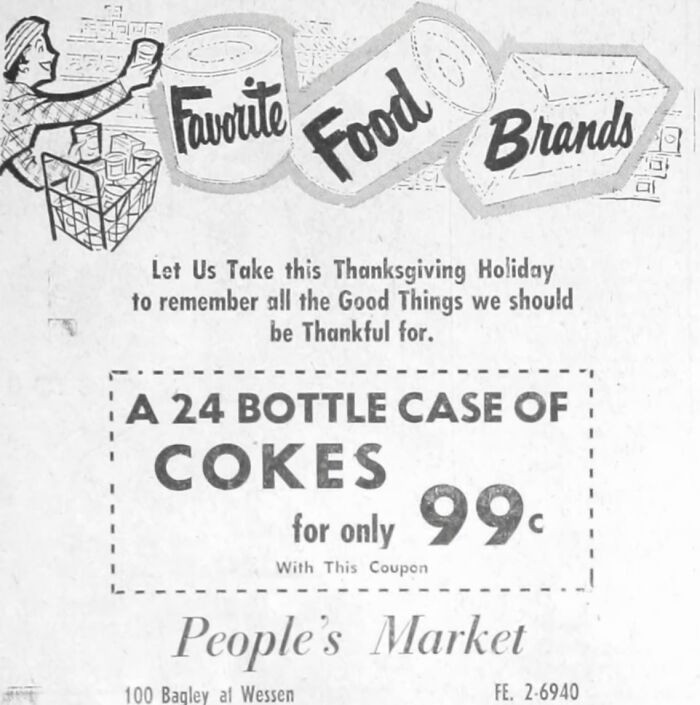 Favorite Food Brands
Let Us Take this Thanksgiving Holiday
to remember all the Good Things we should
be Thankful for.
A 24 BOTTLE CASE OF
COKES
for only 99c
With This Coupon
People's Market
100 Bagley at Wessen FE. 2-6940